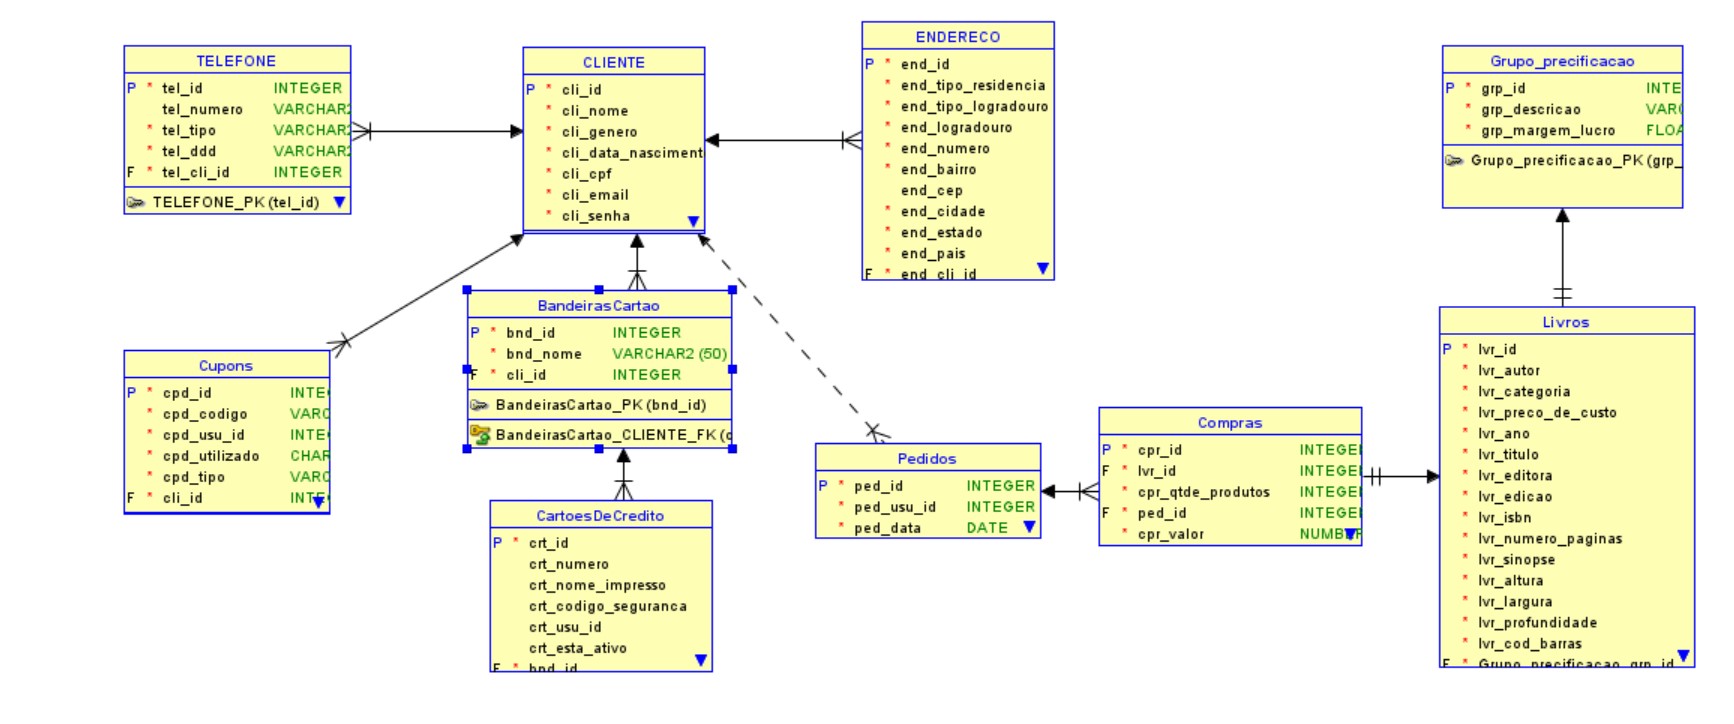 TELEFONE
P * tel_id INTEGER
tel_numero VARCHAR2
* tel_tipo VARCHAR2
* tel_ddd VARCHAR2
F * tel_cli_id INTEGER
TELEFONE_PK (tel_id)
CLIENTE
P * cli_id
* cli_nome
* cli_genero
* cli_data_nasciment
* cli_cpf
* cli_email
* cli_senha
ENDERECO
P * end_id
* end_tipo_residencia
* end_tipo_logradouro
* end_logradouro
* end_numero
* end_bairro
end_cep
* end_cidade
* end_estado
* end_pais
F * end_cli_id
Grupo_precificacao
P * grp_id INTE
* grp_descricao VARC
* grp_margem_lucro FLOA
Grupo_precificacao_PK (grp_
Cupons
P * cpd_id INTE
* cpd_codigo VARC
* cpd_usu_id INTE
* cpd_utilizado CHAR
* cpd_tipo VARC
F * cli_id INTE
BandeirasCartao
P * bnd_id INTEGER
* bnd_nome VARCHAR2 (50)
F * cli_id INTEGER
BandeirasCartao_PK (bnd_id)
BandeirasCartao_CLIENTE_FK (c
CartoesDeCredito
P * crt_id
crt_numero
crt_nome_impresso
crt_codigo_seguranca
crt_usu_id
crt_esta_ativo
F * bnd_id
Pedidos
P * ped_id INTEGER
* ped_usu_id INTEGER
* ped_data DATE
Compras
P * cpr_id INTEGE
F * lvr_id INTEGE
* cpr_qtde_produtos INTEGE
F * ped_id INTEGE
* cpr_valor NUMBER
Livros
P * lvr_id
* lvr_autor
* lvr_categoria
* lvr_preco_de_custo
* lvr_ano
* lvr_titulo
* lvr_editora
* lvr_edicao
* lvr_isbn
* lvr_numero_paginas
* lvr_sinopse
* lvr_altura
* lvr_largura
* lvr_profundidade
* lvr_cod_barras
F * Grupo_precificacao_grp_id